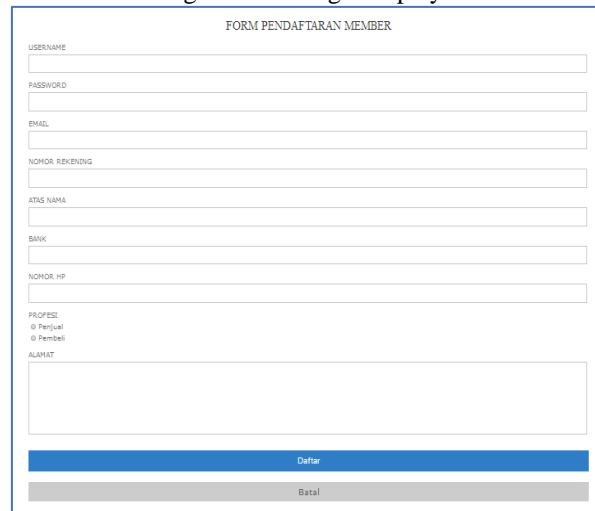 FORM PENDAFTARAN MEMBER
USERNAME
PASSWORD
EMAIL
NOMOR REKENING
ATAS NAMA
BANK
NOMOR HP
PROFESI
Penjual
Pembeli
ALAMAT
Daftar
Batal